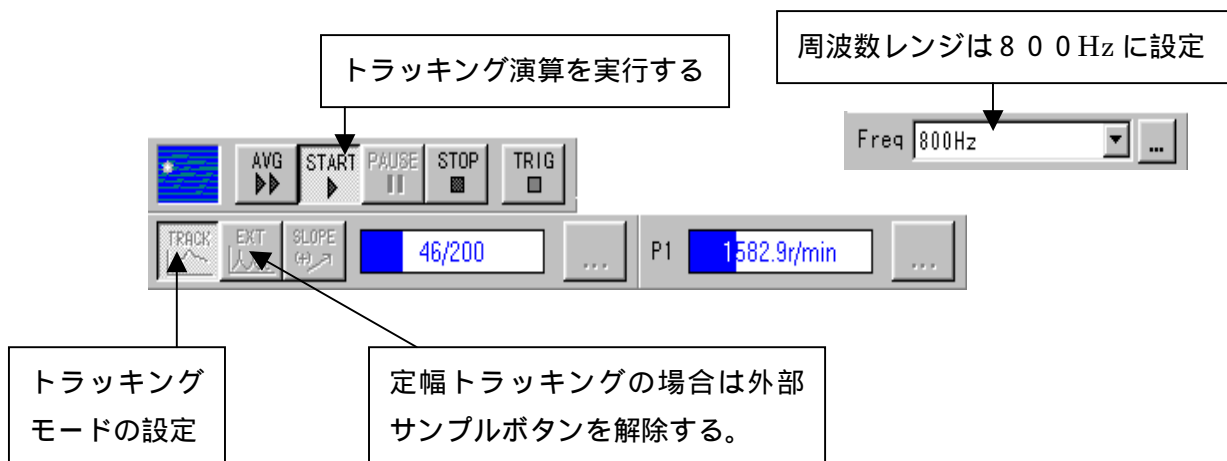 周波数レンジは８００Hz に設定
トラッキング演算を実行する
Freq 800Hz ...
AVG START PAUSE STOP TRIG
TRACK EXT SLOPE (+) 46/200 ... P1 1582.9r/min ...
トラッキング
モードの設定
定幅トラッキングの場合は外部
サンプルボタンを解除する。